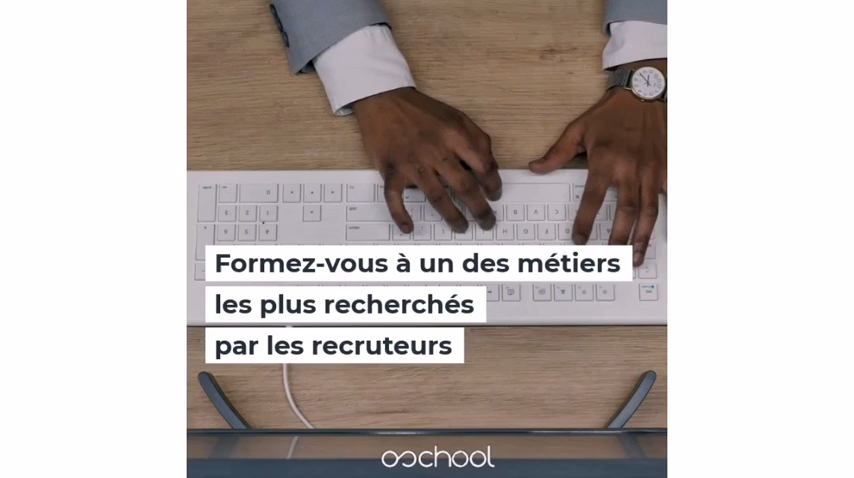 Formez-vous à un des métiers
les plus recherchés
par les recruteurs
oschool